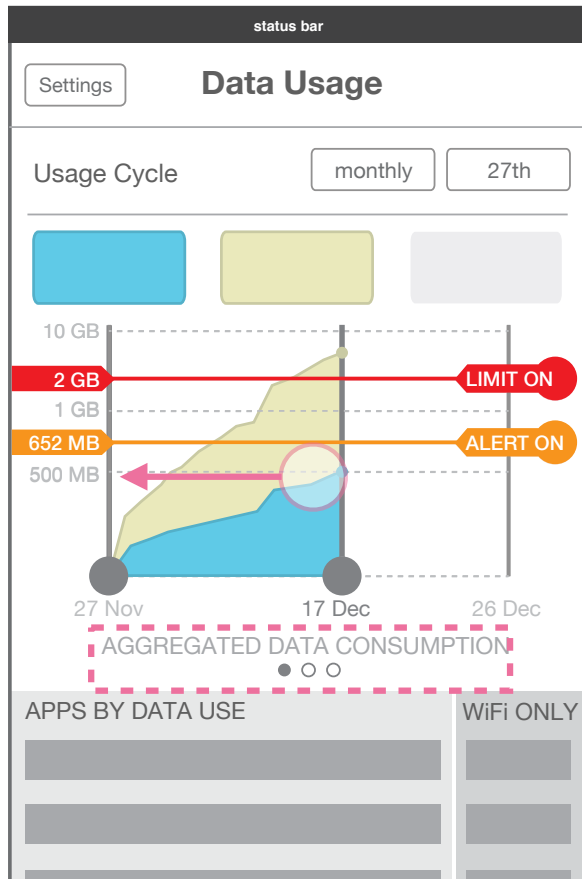 status bar
Settings
Data Usage
Usage Cycle
monthly
27th
10 GB
2 GB
LIMIT ON
1 GB
652 MB
ALERT ON
500 MB
27 Nov
17 Dec
26 Dec
AGGREGATED DATA CONSUMPTION
APPS BY DATA USE
WiFi ONLY